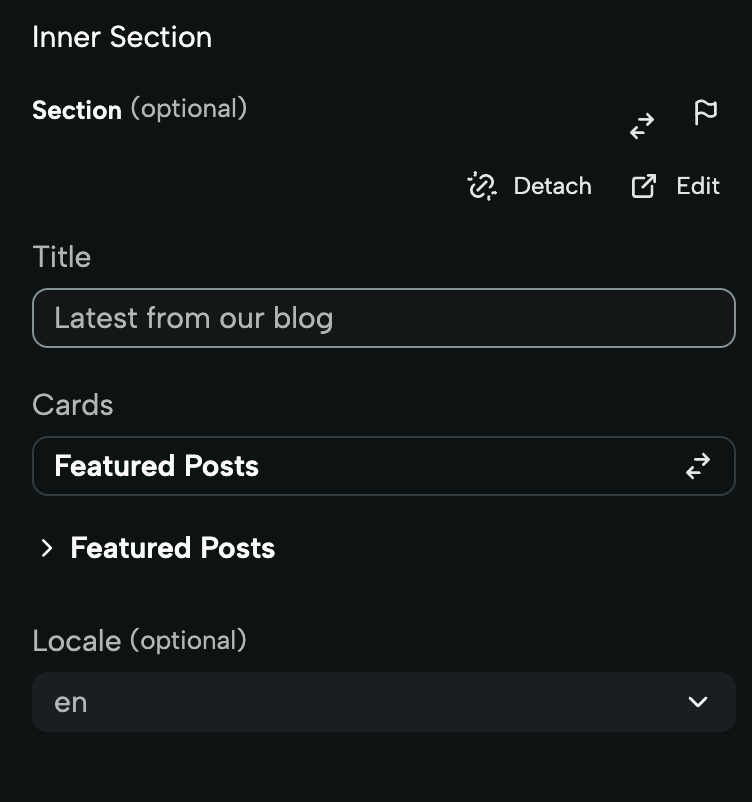 Inner Section
Section (optional)
Detach Edit
Title
Latest from our blog
Cards
Featured Posts
Featured Posts
Locale (optional)
en